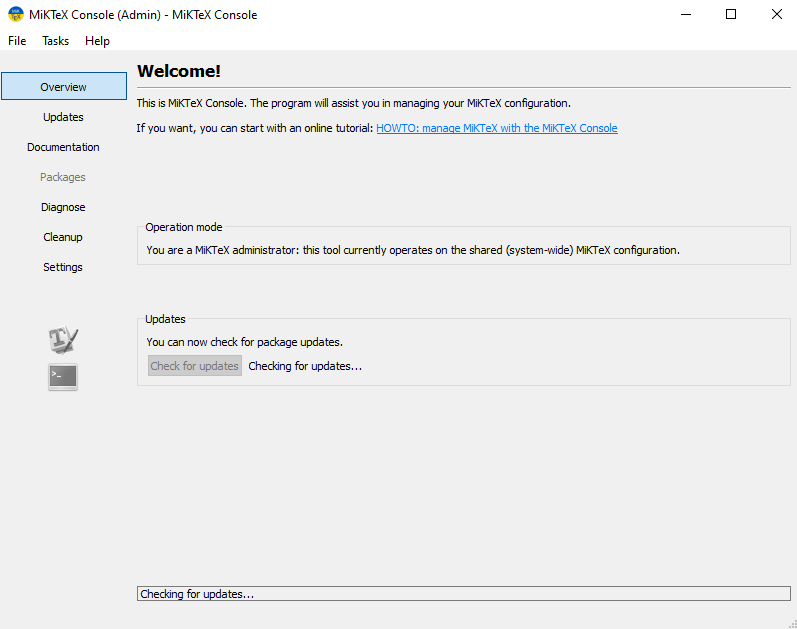 MiKTeX Console (Admin) - MiKTeX Console
File Tasks Help
Overview
Updates
Documentation
Packages
Diagnose
Cleanup
Settings
Welcome!
This is MiKTeX Console. The program will assist you in managing your MiKTeX configuration.
If you want, you can start with an online tutorial: HOWTO: manage MiKTeX with the MiKTeX Console
Operation mode
You are a MiKTeX administrator: this tool currently operates on the shared (system-wide) MiKTeX configuration.
Updates
You can now check for package updates.
Check for updates Checking for updates...
Checking for updates...